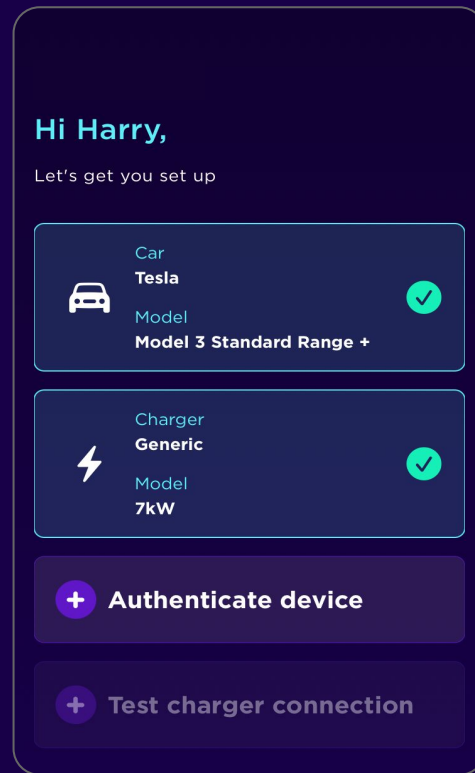 Hi Harry,
Let's get you set up
Car
Tesla
Model
Model 3 Standard Range +
Charger
Generic
Model
7kW
Authenticate device
Test charger connection